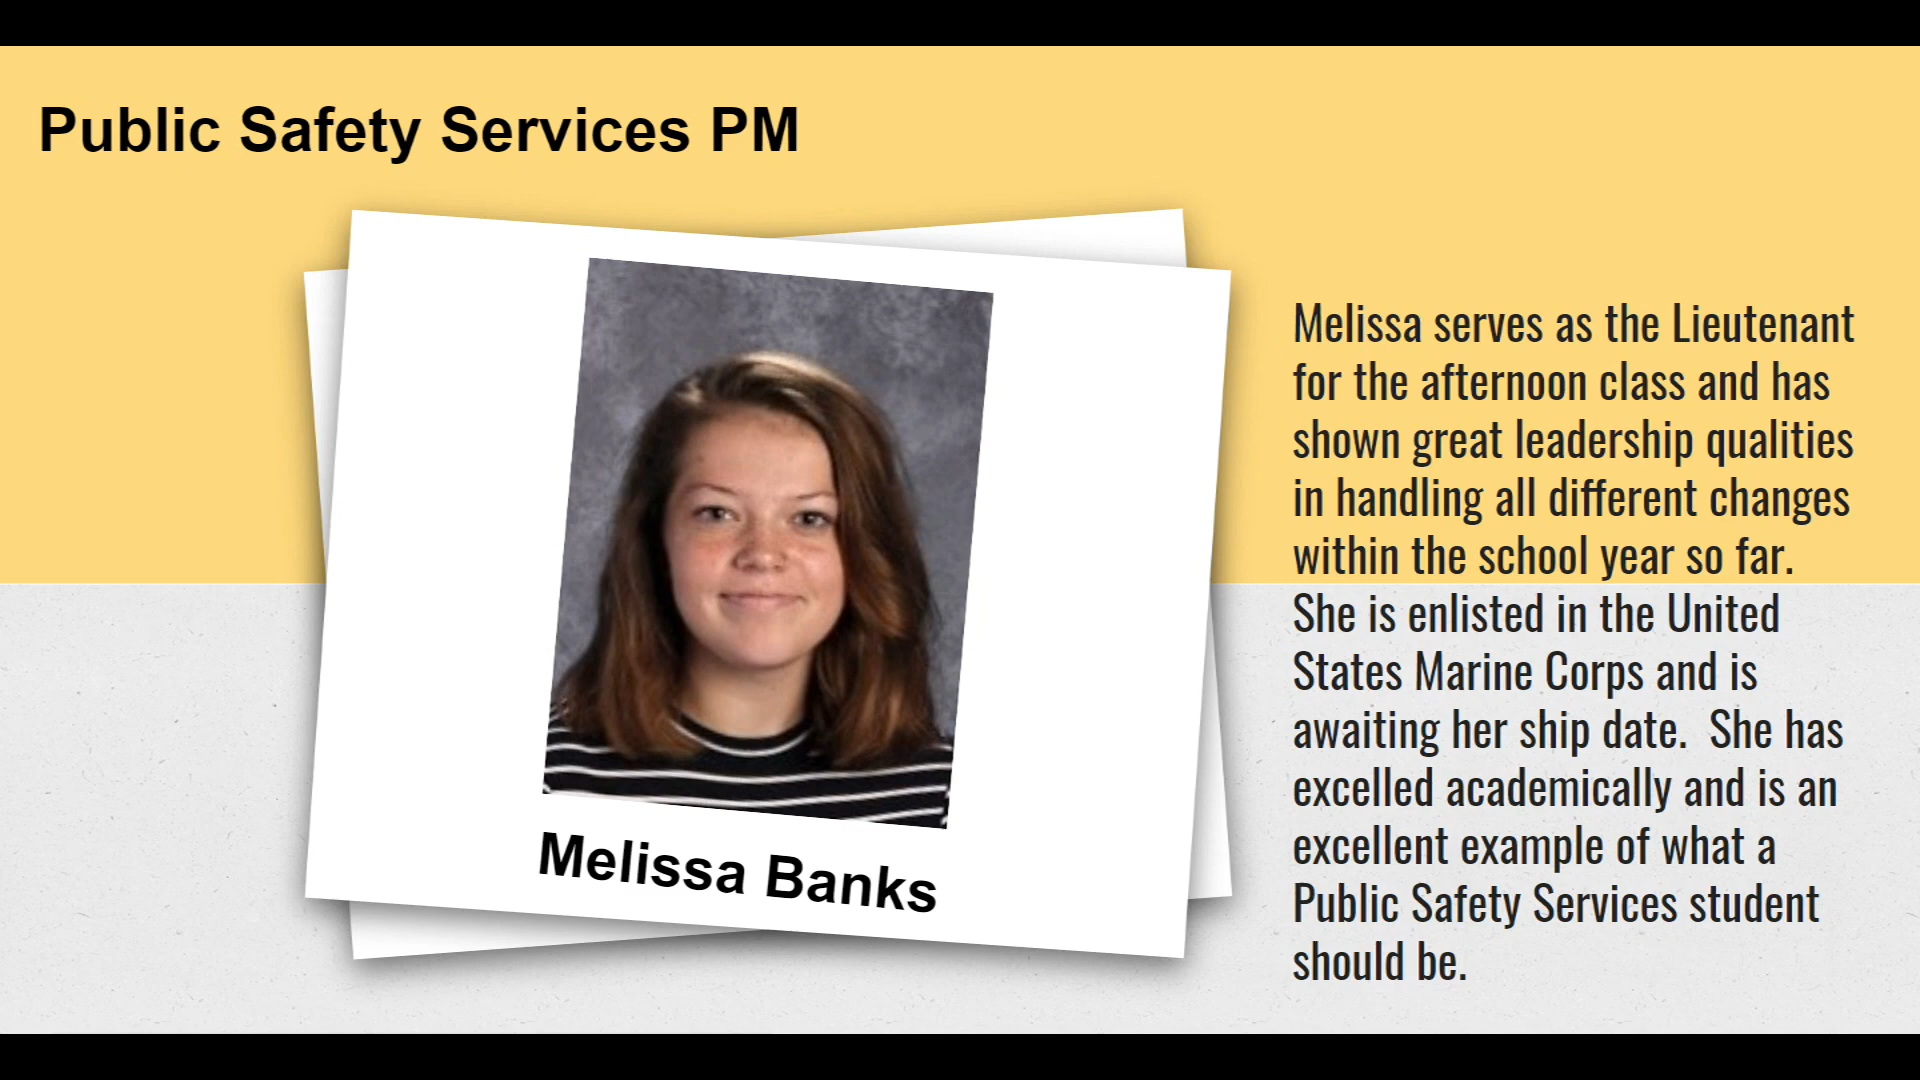 Public Safety Services PM
Melissa serves as the Lieutenant
for the afternoon class and has
shown great leadership qualities
in handling all different changes
within the school year so far.
She is enlisted in the United
States Marine Corps and is
awaiting her ship date.  She has
excelled academically and is an
excellent example of what a
Public Safety Services student
should be.
Melissa Banks